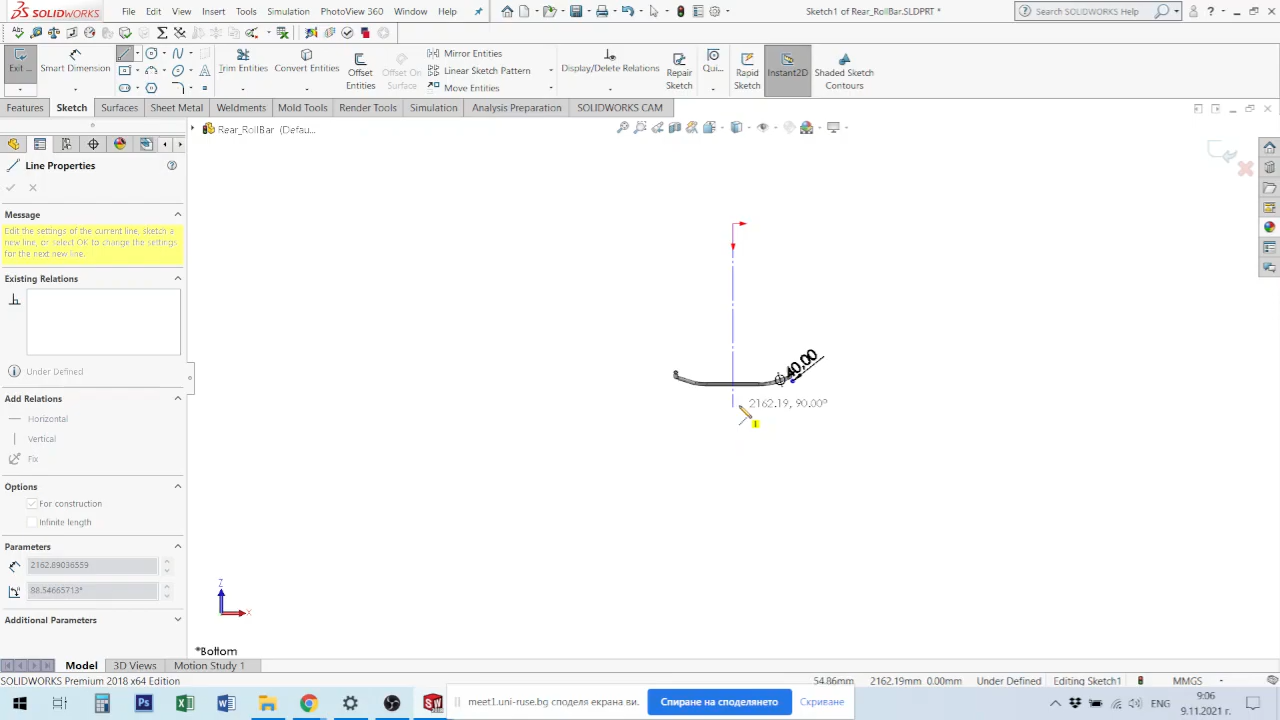 SOLIDWORKS File Edit View Insert Tools Simulation PhotoView 360 Window Help Sketch1 of Rear_RollBar.SLDPRT * Search SOLIDWORKS Help
Exit ... Smart Dimension Trim Entities Convert Entities Offset Entities Offset On Surface Mirror Entities Linear Sketch Pattern Move Entities Display/Delete Relations Repair Sketch Qui... Rapid Sketch Instant2D Shaded Sketch Contours
Features Sketch Surfaces Sheet Metal Weldments Mold Tools Render Tools Simulation Analysis Preparation SOLIDWORKS CAM
Rear_RollBar (Defau...
Line Properties
Message
Edit the settings of the current line, sketch a
new line, or select OK to change the settings
for the next new line.
Existing Relations
Under Defined
Add Relations
Horizontal
Vertical
Fix
Options
For construction
Infinite length
Parameters
2162.89036559
88.54665713°
Additional Parameters
⌀40,00
2162.19, 90.00°
Z
X
*Bottom
Model 3D Views Motion Study 1
SOLIDWORKS Premium 2018 x64 Edition 54.86mm 2162.19mm 0.00mm Under Defined Editing Sketch1 MMGS
meet1.uni-ruse.bg споделя екрана ви. Спиране на споделянето Скриване
ENG 9:06
9.11.2021 г.